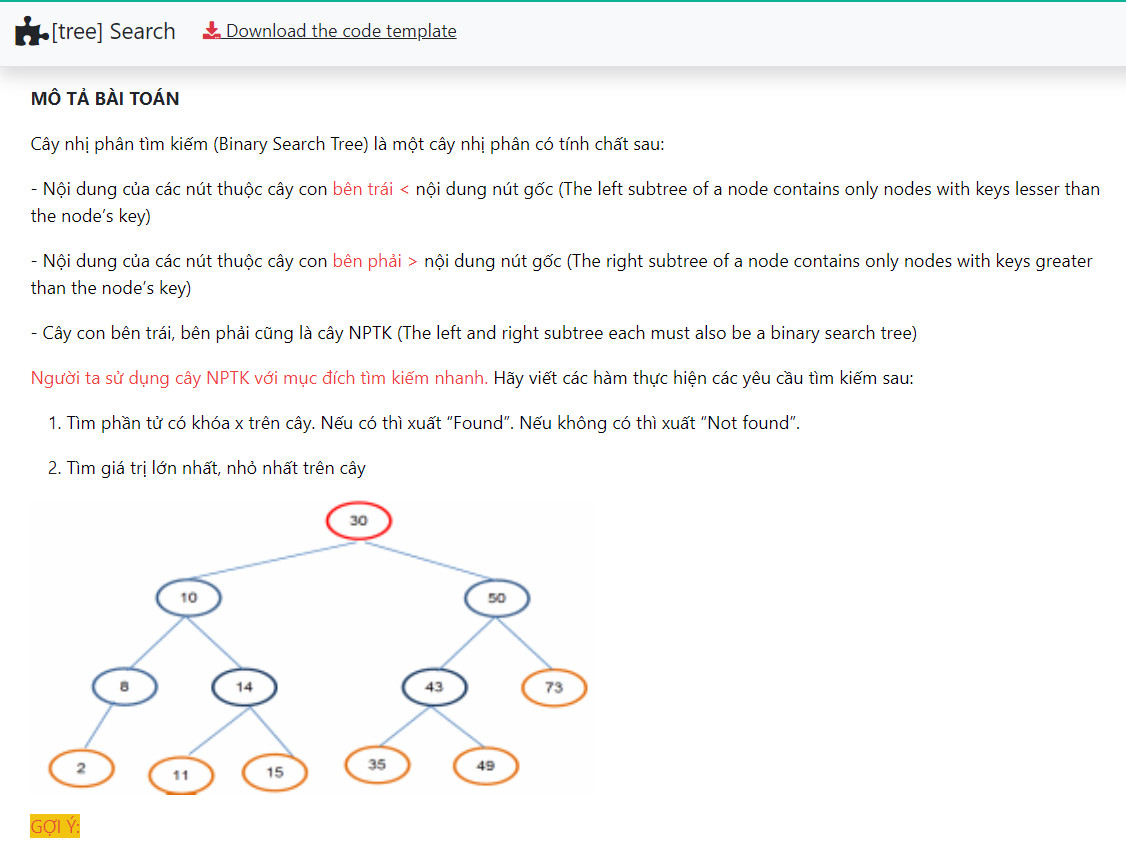 [tree] Search Download the code template
MÔ TẢ BÀI TOÁN
Cây nhị phân tìm kiếm (Binary Search Tree) là một cây nhị phân có tính chất sau:
- Nội dung của các nút thuộc cây con bên trái < nội dung nút gốc (The left subtree of a node contains only nodes with keys lesser than
the node’s key)
- Nội dung của các nút thuộc cây con bên phải > nội dung nút gốc (The right subtree of a node contains only nodes with keys greater
than the node’s key)
- Cây con bên trái, bên phải cũng là cây NPTK (The left and right subtree each must also be a binary search tree)
Người ta sử dụng cây NPTK với mục đích tìm kiếm nhanh. Hãy viết các hàm thực hiện các yêu cầu tìm kiếm sau:
1. Tìm phần tử có khóa x trên cây. Nếu có thì xuất “Found”. Nếu không có thì xuất “Not found”.
2. Tìm giá trị lớn nhất, nhỏ nhất trên cây
30
10 50
8 14 43 73
2 11 15 35 49
GỢI Ý: